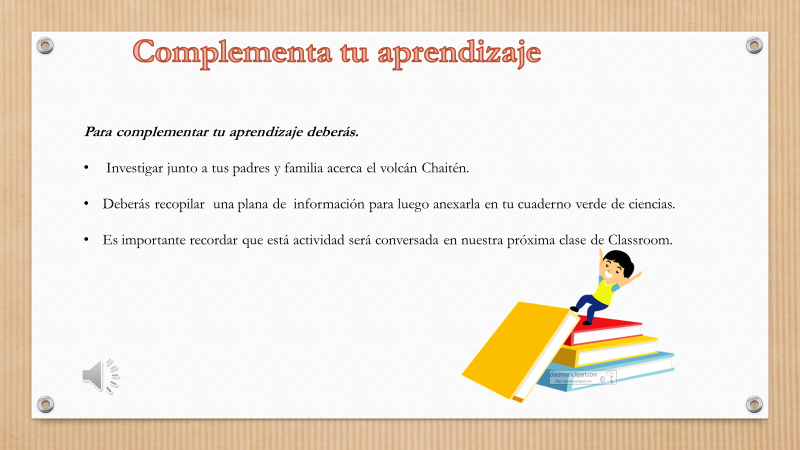 Complementa tu aprendizaje
Para complementar tu aprendizaje deberás.
• Investigar junto a tus padres y familia acerca el volcán Chaitén.
• Deberás recopilar una plana de información para luego anexarla en tu cuaderno verde de ciencias.
• Es importante recordar que está actividad será conversada en nuestra próxima clase de Classroom.
classroomclipart.com